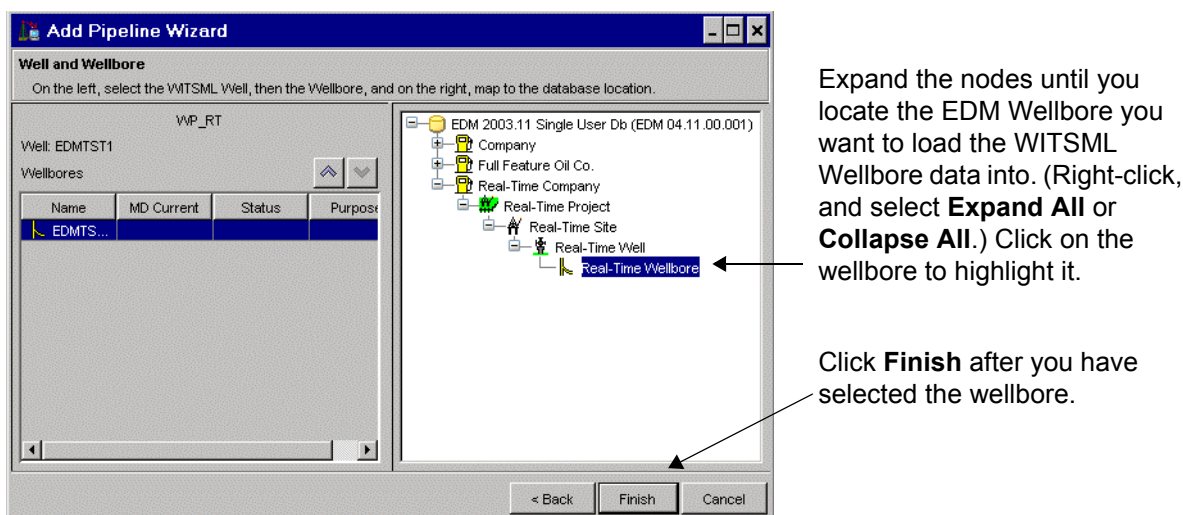 Add Pipeline Wizard
Well and Wellbore
On the left, select the WITSML Well, then the Wellbore, and on the right, map to the database location.
WP_RT
Well: EDMTST1
Wellbores
Name MD Current Status Purpose
EDMTS...
EDM 2003.11 Single User Db (EDM 04.11.00.001)
Company
Full Feature Oil Co.
Real-Time Company
Real-Time Project
Real-Time Site
Real-Time Well
Real-Time Wellbore
< Back Finish Cancel
Expand the nodes until you
locate the EDM Wellbore you
want to load the WITSML
Wellbore data into. (Right-click,
and select Expand All or
Collapse All.) Click on the
wellbore to highlight it.
Click Finish after you have
selected the wellbore.